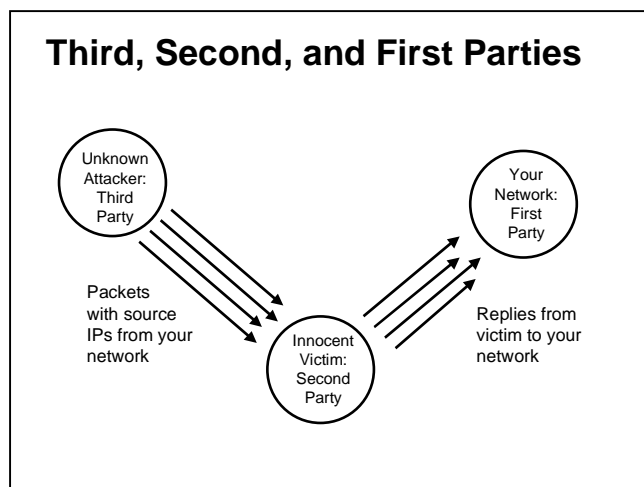 Third, Second, and First Parties
Unknown
Attacker:
Third
Party
Your
Network:
First
Party
Packets
with source
IPs from your
network
Replies from
victim to your
network
Innocent
Victim:
Second
Party